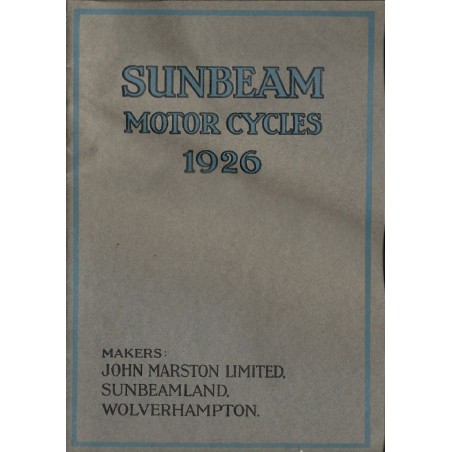 SUNBEAM
MOTOR CYCLES
1926
MAKERS:
JOHN MARSTON LIMITED,
SUNBEAMLAND,
WOLVERHAMPTON.